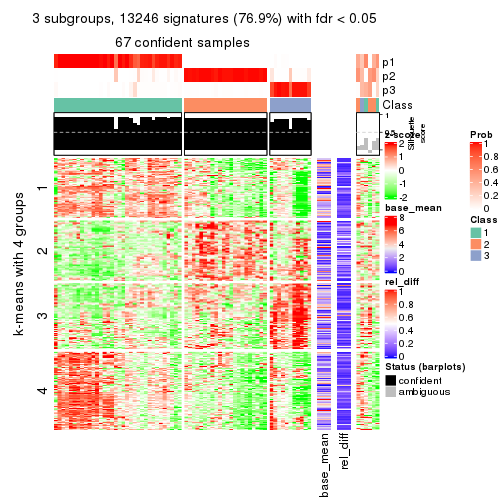 3 subgroups, 13246 signatures (76.9%) with fdr < 0.05
67 confident samples
p1
p2
p3
Class
1
0.5
Silhouette
score
z-score
2
1
0
-1
-2
base_mean
8
6
4
2
0
rel_diff
1
0.8
0.6
0.4
0.2
0
Status (barplots)
confident
ambiguous
Prob
1
0.8
0.6
0.4
0.2
0
Class
1
2
3
k-means with 4 groups
1
2
3
4
base_mean
rel_diff